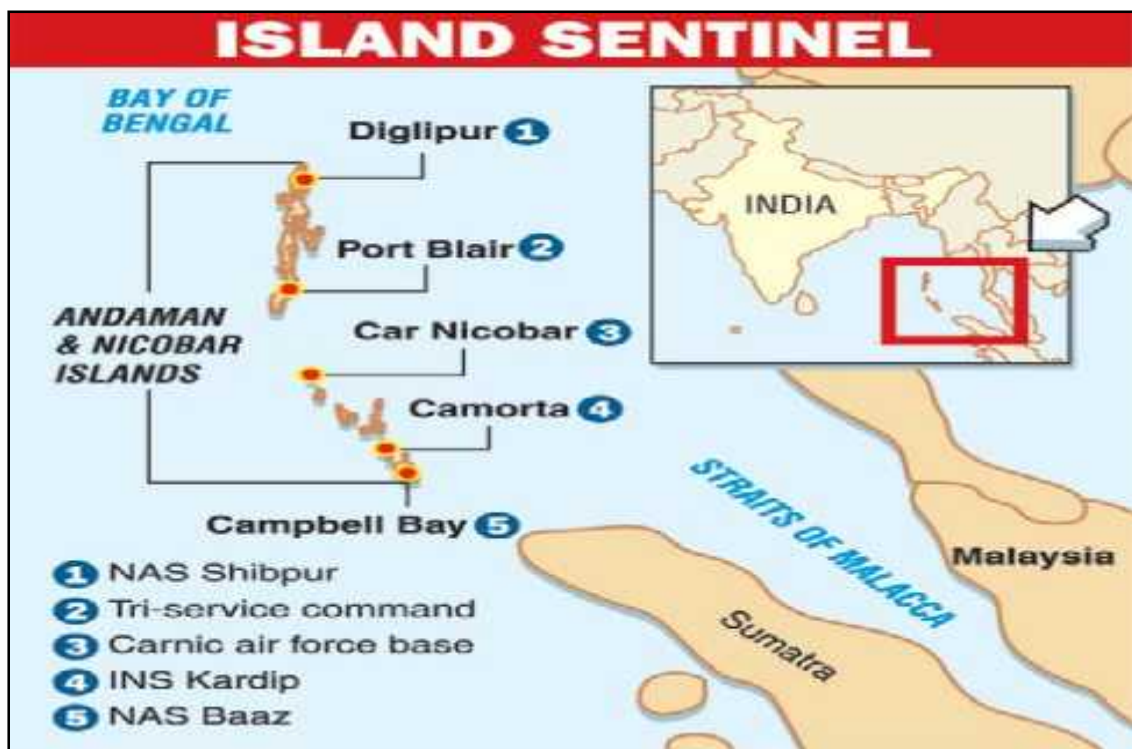 ISLAND SENTINEL
BAY OF
BENGAL
Diglipur 1
INDIA
Port Blair 2
ANDAMAN
& NICOBAR
ISLANDS
Car Nicobar 3
Camorta 4
STRAITS OF MALACCA
Campbell Bay 5
Malaysia
Sumatra
1 NAS Shibpur
2 Tri-service command
3 Carnic air force base
4 INS Kardip
5 NAS Baaz